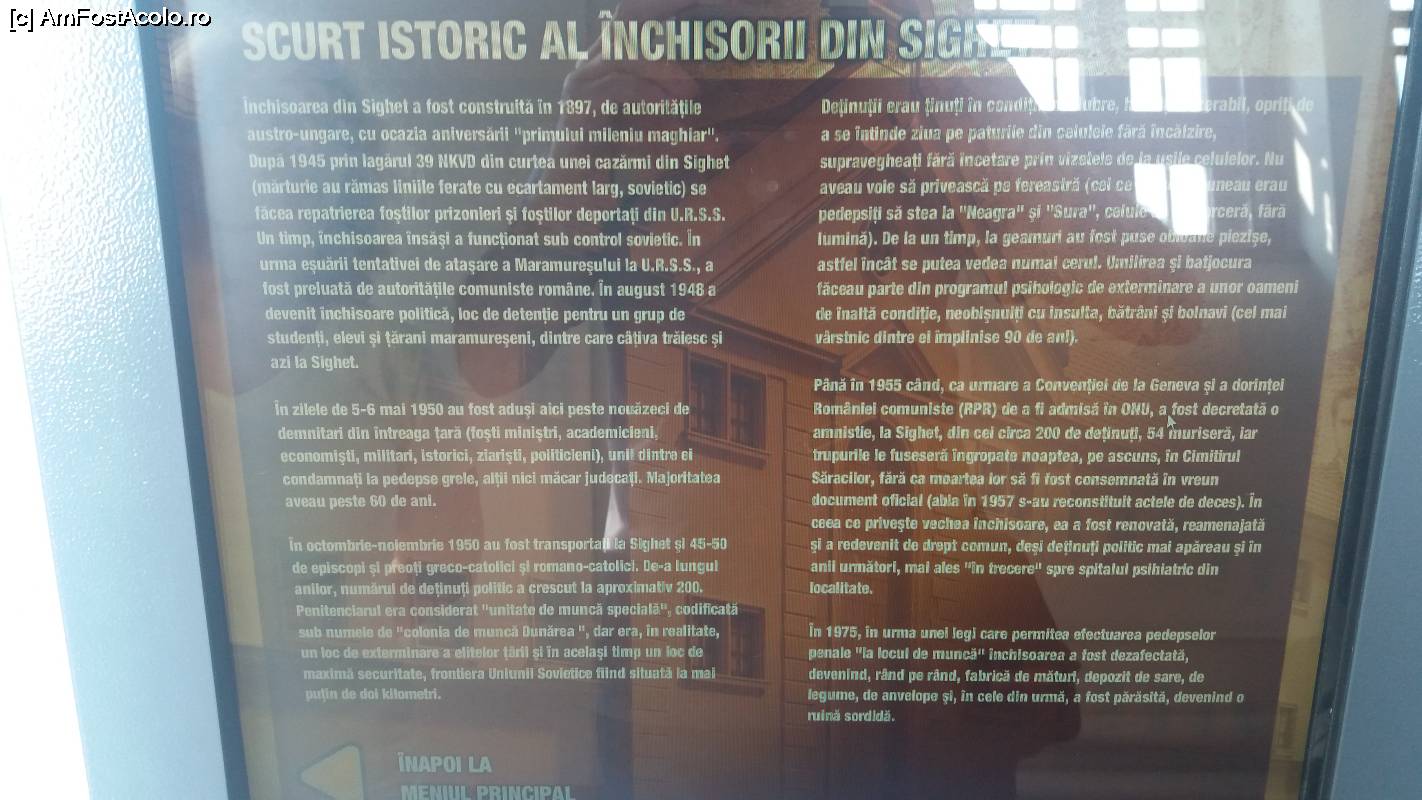 [c] AmFostAcolo.ro
SCURT ISTORIC AL ÎNCHISORII DIN SIGHET
Închisoarea din Sighet a fost construită în 1897, de autoritățile
austro-ungare, cu ocazia aniversării "primului mileniu maghiar".
După 1945 prin lagărul 39 NKVD din curtea unei cazărmi din Sighet
(mărturie au rămas liniile ferate cu ecartament larg, sovietic) se
făcea repatrierea foștilor prizonieri și foștilor deportați din U.R.S.S.
Un timp, închisoarea însăși a funcționat sub control sovietic. În
urma eșuării tentativei de atașare a Maramureșului la U.R.S.S., a
fost preluată de autoritățile comuniste române. În august 1948 a
devenit închisoare politică, loc de detenție pentru un grup de
studenți, elevi și țărani maramureșeni, dintre care câțiva trăiesc și
azi la Sighet.
În zilele de 5-6 mai 1950 au fost aduși aici peste nouăzeci de
demnitari din întreaga țară (foști miniștri, academicieni,
economiști, militari, istorici, ziariști, politicieni), unii dintre ei
condamnați la pedepse grele, alții nici măcar judecați. Majoritatea
aveau peste 60 de ani.
În octombrie-noiembrie 1950 au fost transportați la Sighet și 45-50
de episcopi și preoți greco-catolici și romano-catolici. De-a lungul
anilor, numărul de deținuți politic a crescut la aproximativ 200.
Penitenciarul era considerat "unitate de muncă specială", codificată
sub numele de "colonia de muncă Dunărea ", dar era, în realitate,
un loc de exterminare a elitelor țării și în același timp un loc de
maximă securitate, frontiera Uniunii Sovietice fiind situată la mai
puțin de doi kilometri.
Deținuții erau ținuți în opriți de
a se întinde ziua pe paturile din celulele fără încălzire,
supravegheati fără încetare prin vizetele de la ușile celulelor. Nu
aveau voie să privească pe fereastră (cei ce erau
pedepsiți să stea la "Neagra" și "Sura", celule fără
lumină). De la un timp, la geamuri au fost puse obloane piezișe,
astfel încât se putea vedea numai cerul. Umilirea și batjocura
făceau parte din programul psihologic de exterminare a unor oameni
de înaltă condiție, neobișnuiți cu insulta, bătrâni și bolnavi (cel mai
vârstnic dintre ei împlinise 90 de ani).
Până în 1955 când, ca urmare a Convenției de la Geneva și a dorinței
României comuniste (RPR) de a fi admisă în ONU, a fost decretată o
amnistie, la Sighet, din cei circa 200 de deținuți, 54 muriseră, iar
trupurile le fuseseră îngropate noaptea, pe ascuns, în Cimitirul
Săracilor, fără ca moartea lor să fi fost consemnată în vreun
document oficial (abia în 1957 s-au reconstituit actele de deces). În
ceea ce privește vechea închisoare, ea a fost renovată, reamenajată
și a redevenit de drept comun, deși deținuți politic mai apăreau și în
anii următori, mai ales "în trecere" spre spitalul psihiatric din
localitate.
În 1975, în urma unei legi care permitea efectuarea pedepselor
penale "la locul de muncă" închisoarea a fost dezafectată,
devenind, rând pe rând, fabrică de mături, depozit de sare, de
legume, de anvelope și, în cele din urmă, a fost părăsită, devenind o
ruină sordidă.
ÎNAPOI LA
MENIUL PRINCIPAL